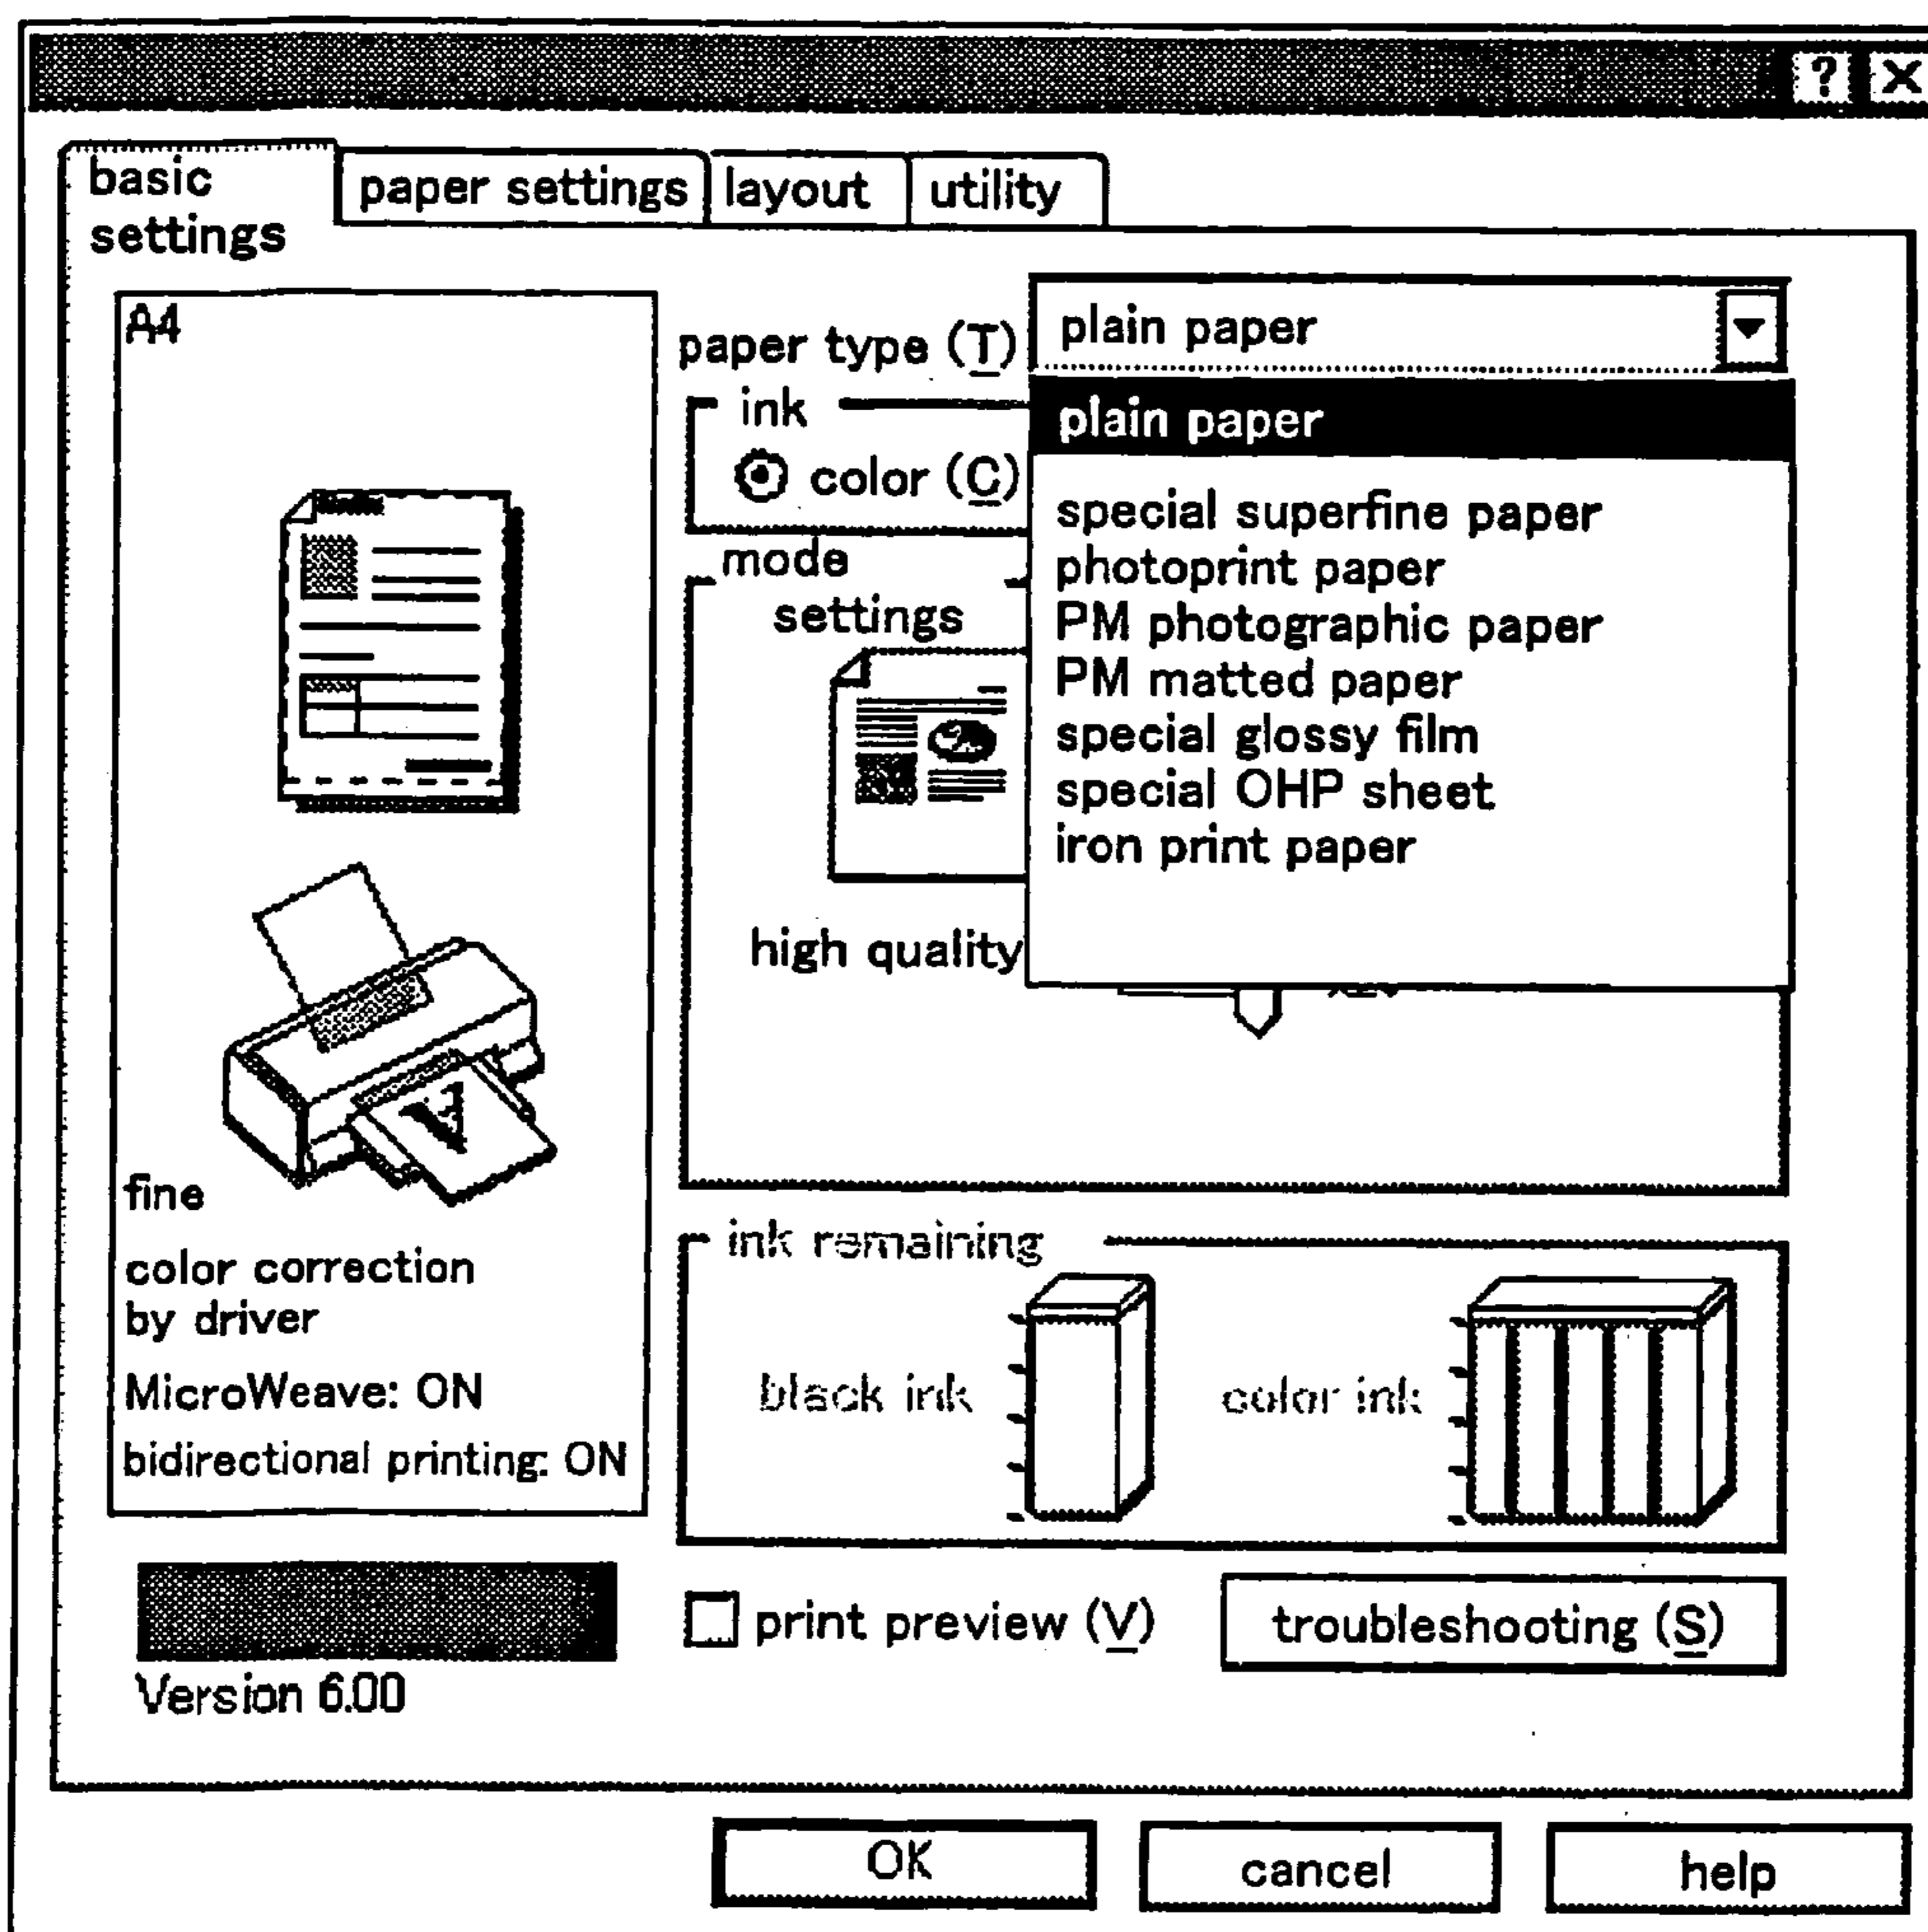 ? X
basic
settings
paper settings
layout
utility
A4
paper type (T)
plain paper
plain paper
special superfine paper
photoprint paper
PM photographic paper
PM matted paper
special glossy film
special OHP sheet
iron print paper
ink
color (C)
mode
settings
high quality
fine
color correction
by driver
MicroWeave: ON
bidirectional printing: ON
ink remaining
black ink
color ink
Version 6.00
print preview (V)
troubleshooting (S)
OK
cancel
help